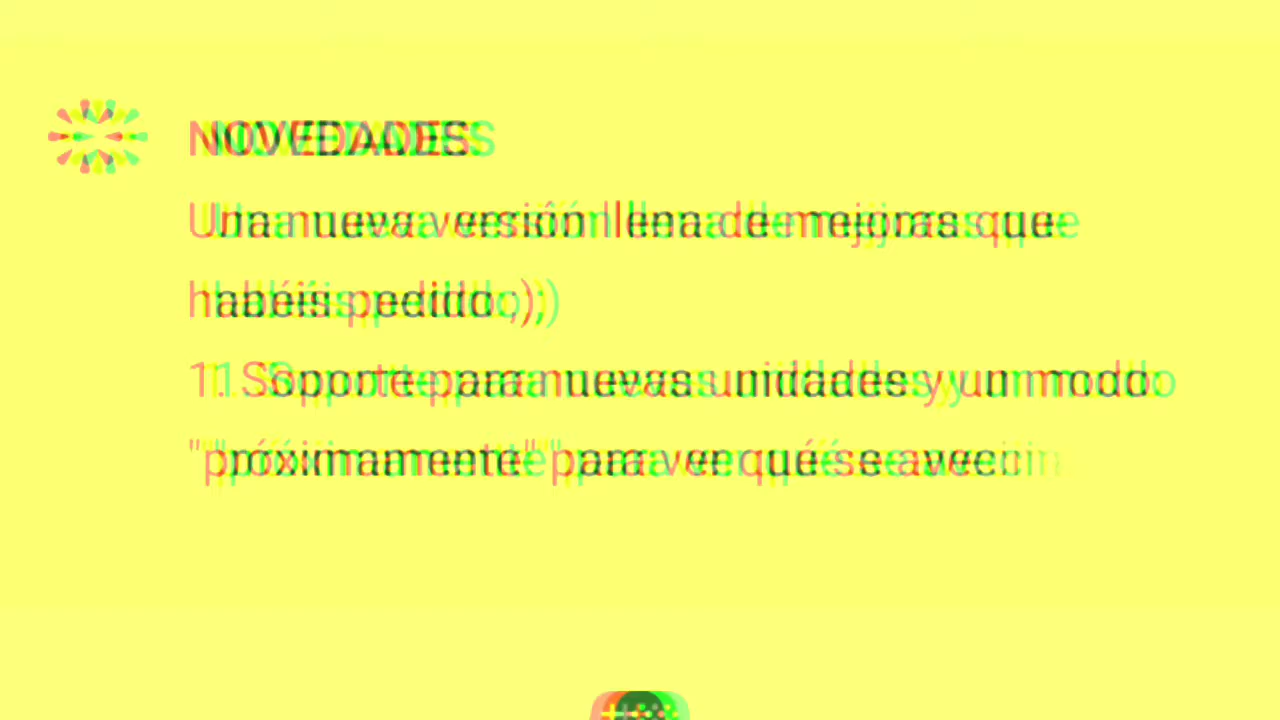 NOVEDADES
Una nueva versión llena de mejoras que
habéis pedido ;)
1. Soporte para nuevas unidades y un modo
"próximamente" para ver qué se aveci